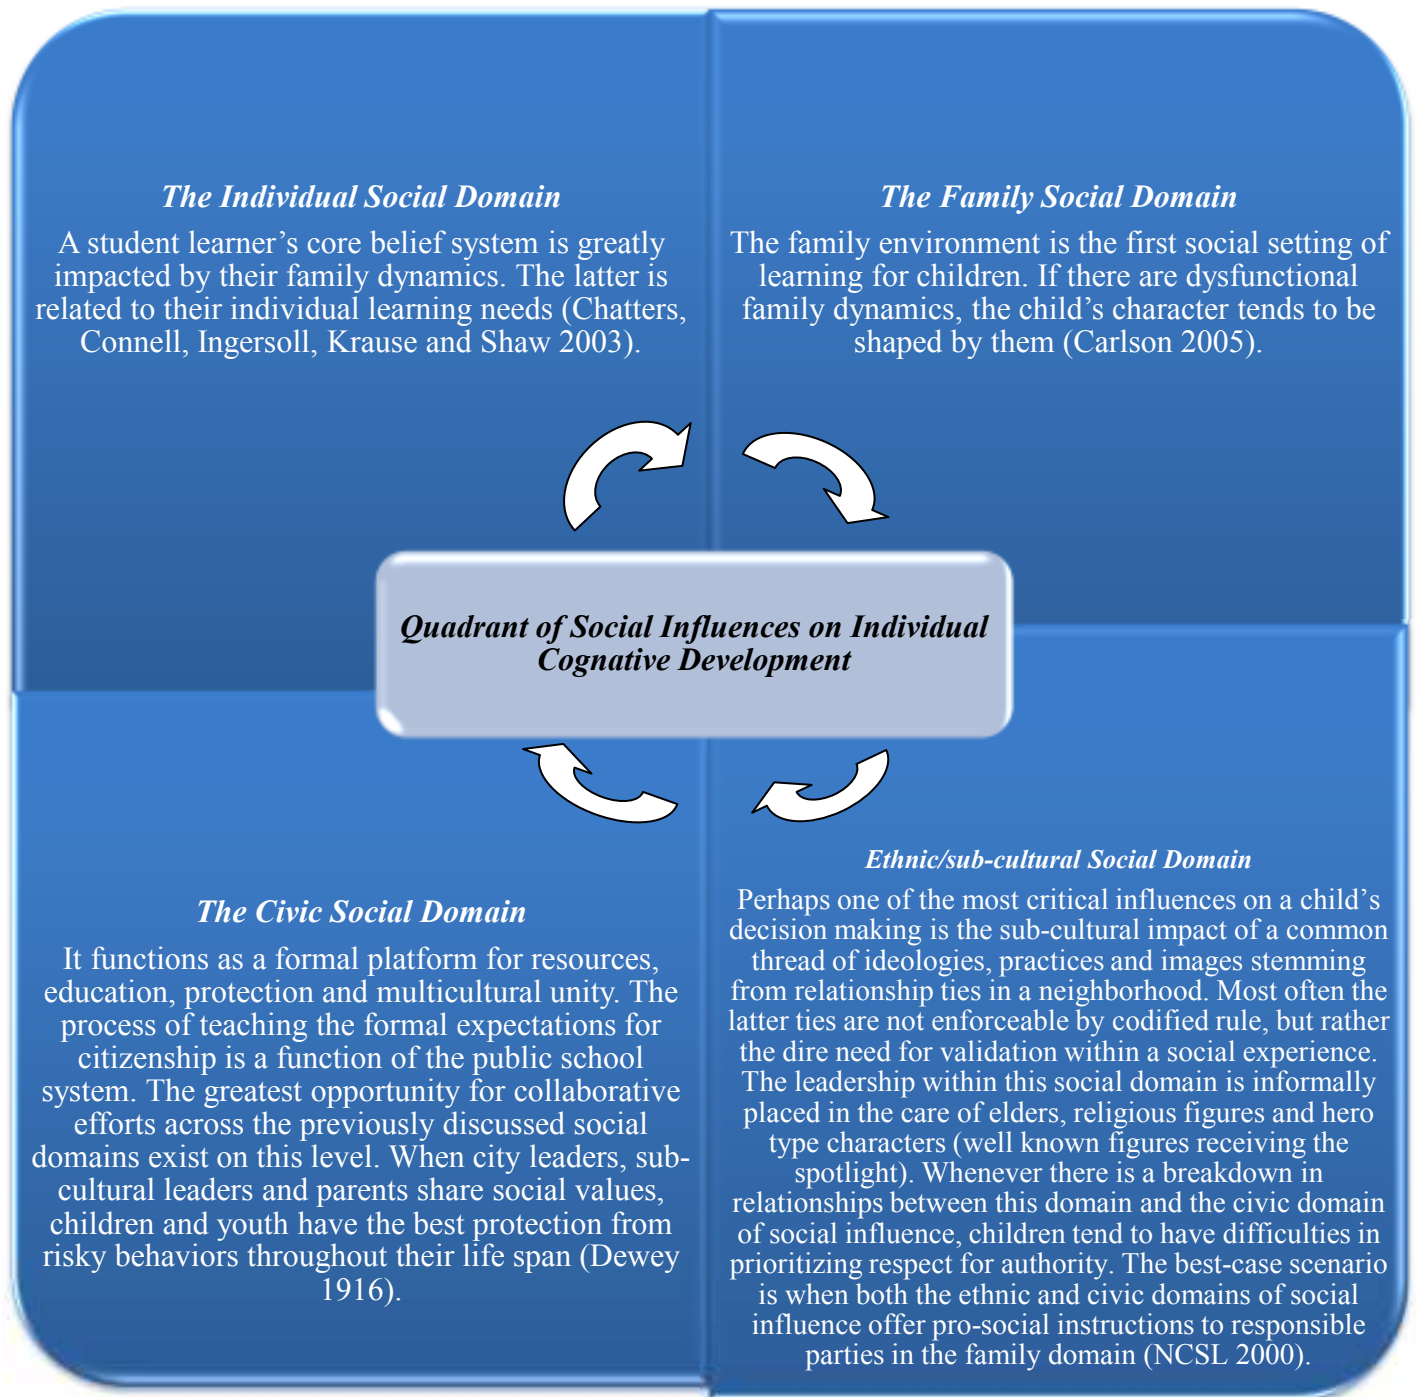 The Individual Social Domain
A student learner’s core belief system is greatly
impacted by their family dynamics. The latter is
related to their individual learning needs (Chatters,
Connell, Ingersoll, Krause and Shaw 2003).
The Family Social Domain
The family environment is the first social setting of
learning for children. If there are dysfunctional
family dynamics, the child’s character tends to be
shaped by them (Carlson 2005).
Quadrant of Social Influences on Individual
Cognative Development
The Civic Social Domain
It functions as a formal platform for resources,
education, protection and multicultural unity. The
process of teaching the formal expectations for
citizenship is a function of the public school
system. The greatest opportunity for collaborative
efforts across the previously discussed social
domains exist on this level. When city leaders, sub-
cultural leaders and parents share social values,
children and youth have the best protection from
risky behaviors throughout their life span (Dewey
1916).
Ethnic/sub-cultural Social Domain
Perhaps one of the most critical influences on a child’s
decision making is the sub-cultural impact of a common
thread of ideologies, practices and images stemming
from relationship ties in a neighborhood. Most often the
latter ties are not enforceable by codified rule, but rather
the dire need for validation within a social experience.
The leadership within this social domain is informally
placed in the care of elders, religious figures and hero
type characters (well known figures receiving the
spotlight). Whenever there is a breakdown in
relationships between this domain and the civic domain
of social influence, children tend to have difficulties in
prioritizing respect for authority. The best-case scenario
is when both the ethnic and civic domains of social
influence offer pro-social instructions to responsible
parties in the family domain (NCSL 2000).